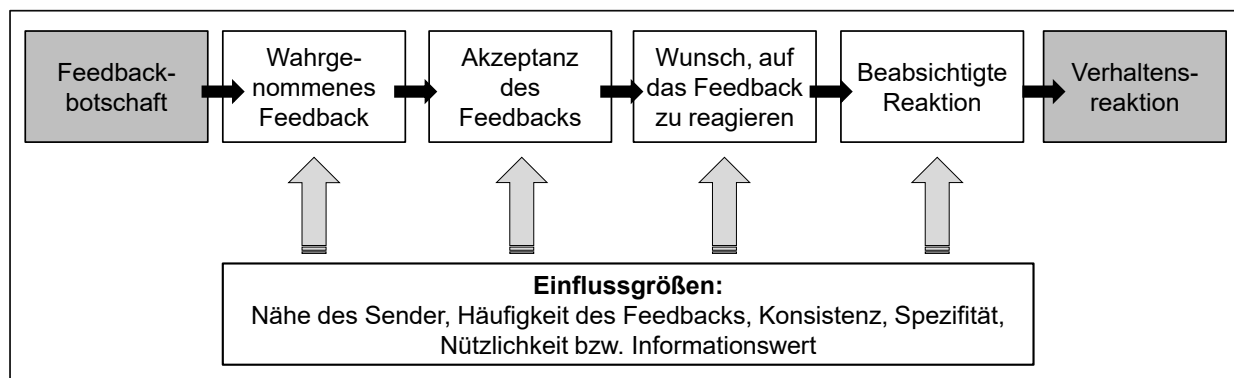 Feedback-
botschaft
Wahrge-
nommenes
Feedback
Akzeptanz
des
Feedbacks
Wunsch, auf
das Feedback
zu reagieren
Beabsichtigte
Reaktion
Verhaltens-
reaktion
Einflussgrößen:
Nähe des Sender, Häufigkeit des Feedbacks, Konsistenz, Spezifität,
Nützlichkeit bzw. Informationswert